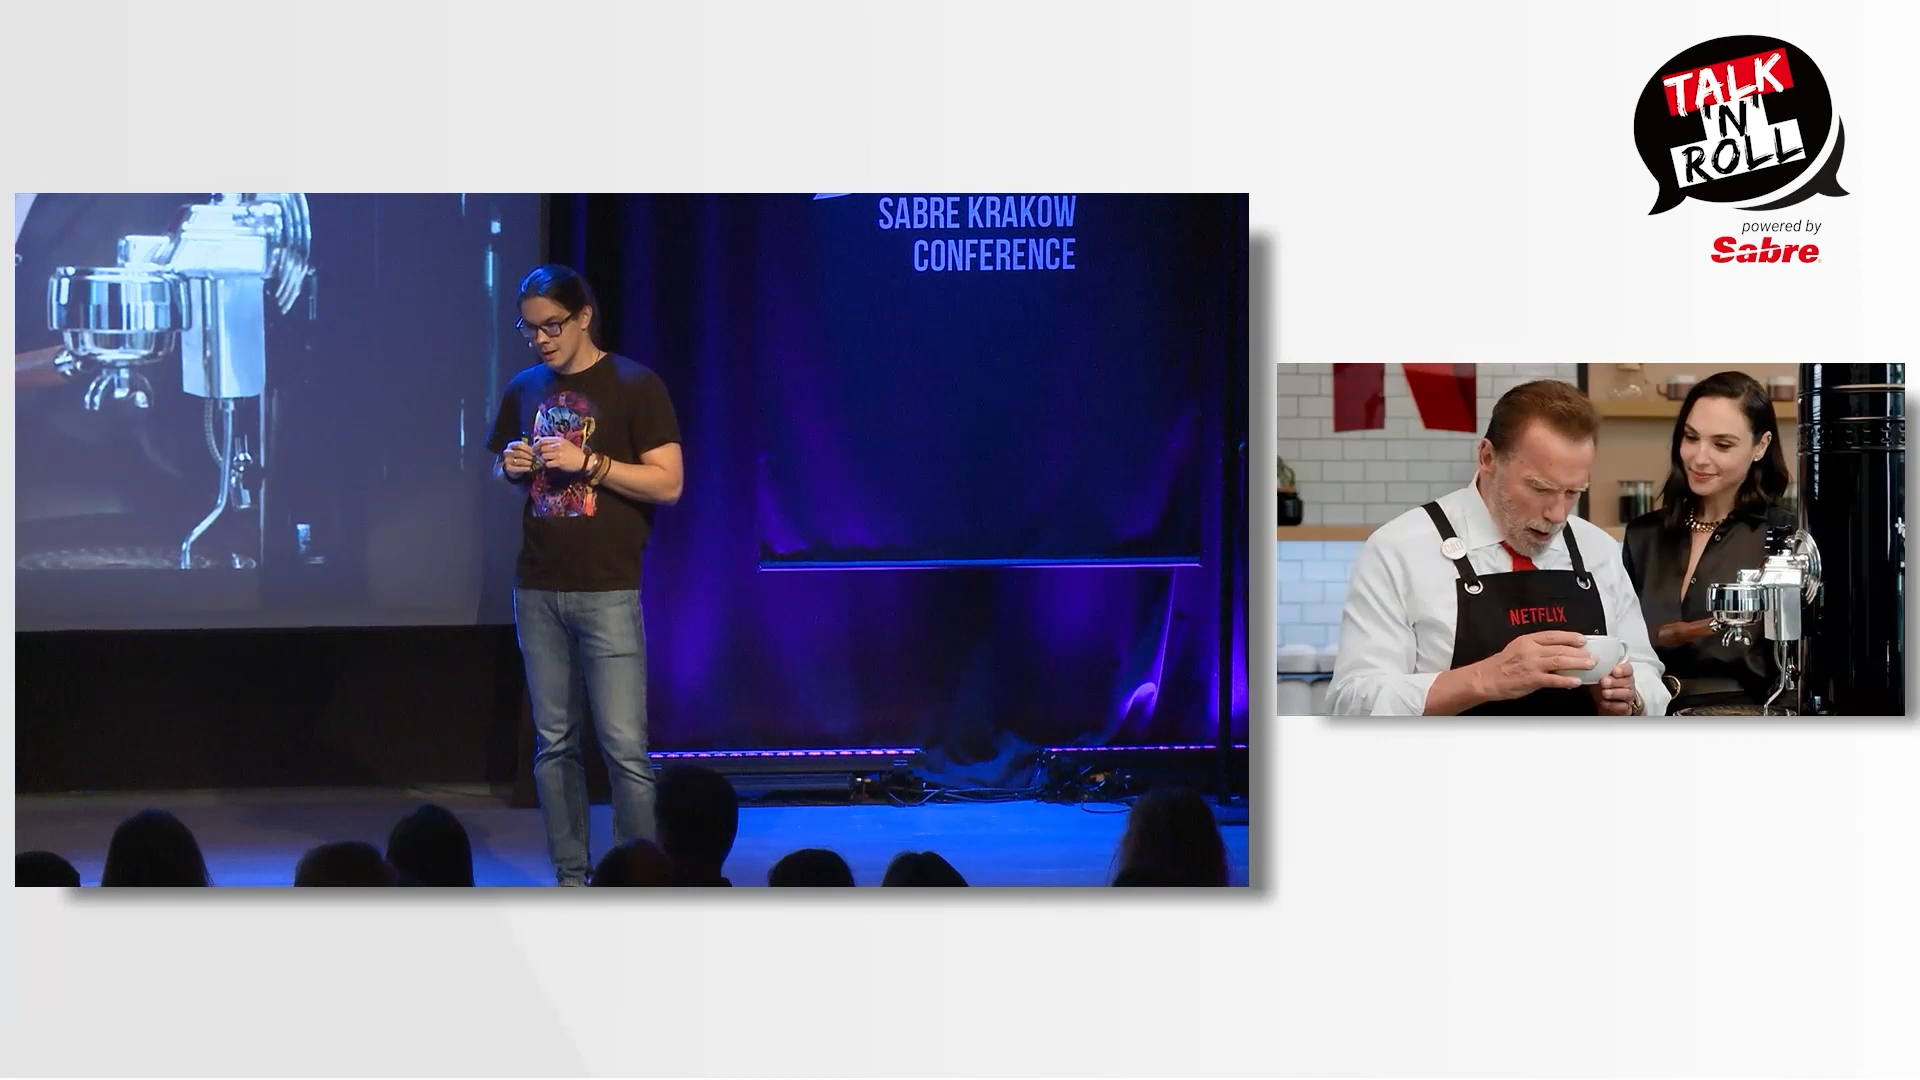 TALK
'N'
ROLL
powered by
Sabre
SABRE KRAKOW
CONFERENCE
NETFLIX